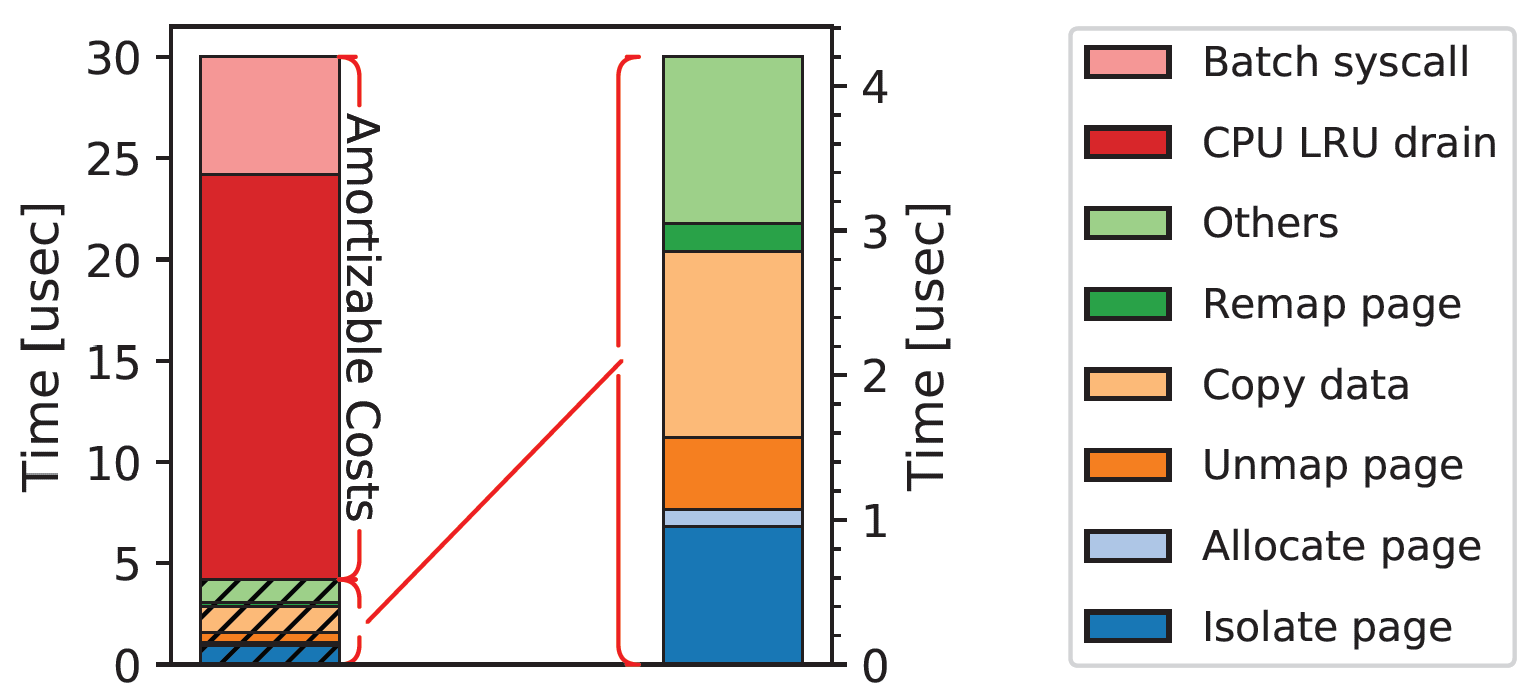 Time [usec]
30
25
20
15
10
5
0
Amortizable Costs
4
3
2
1
0
Time [usec]
Batch syscall
CPU LRU drain
Others
Remap page
Copy data
Unmap page
Allocate page
Isolate page